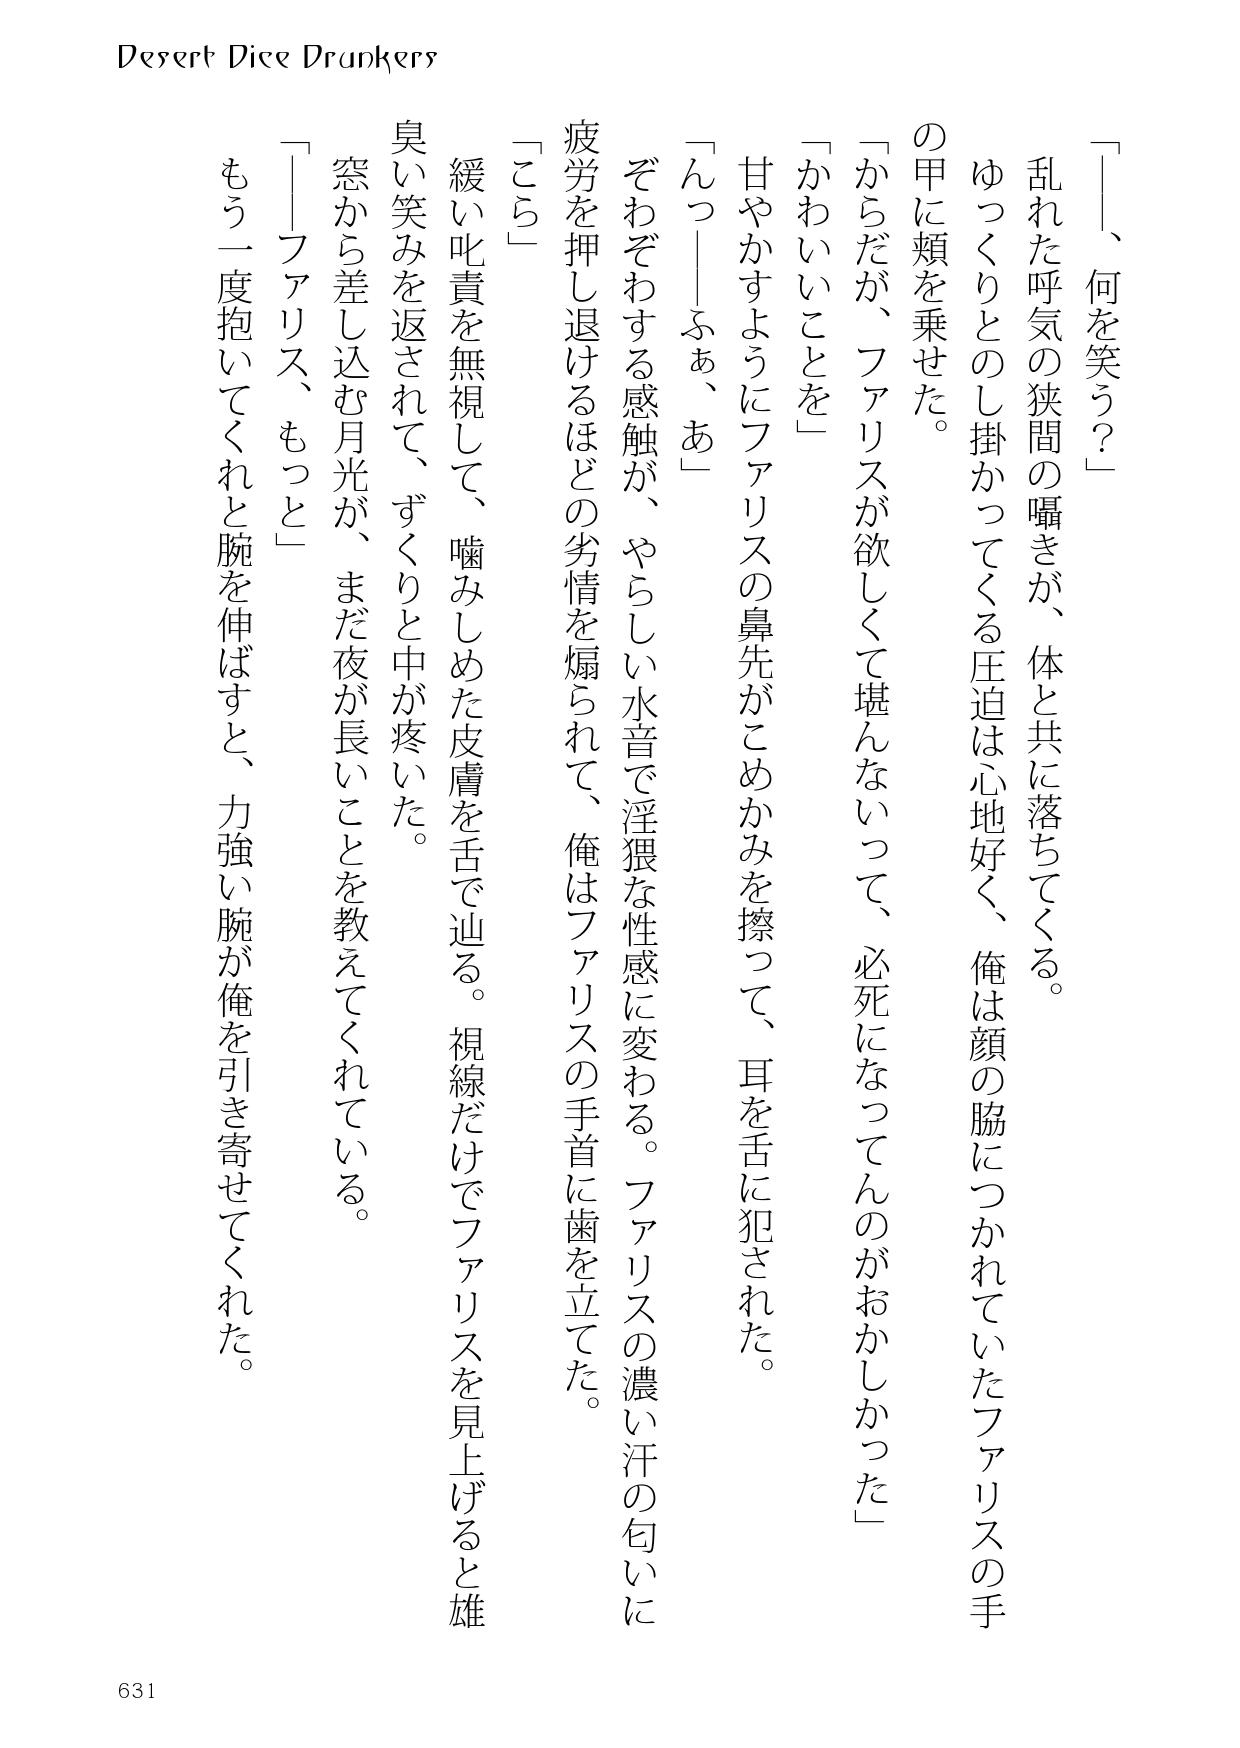 Desert Dice Drunkers
「――、何を笑う？」
乱れた呼気の狭間の囁きが、体と共に落ちてくる。
ゆっくりとのし掛かってくる圧迫は心地好く、俺は顔の脇につかれていたファリスの手
の甲に頬を乗せた。
「からだが、ファリスが欲しくて堪んないって、必死になってんのがおかしかった」
「かわいいことを」
甘やかすようにファリスの鼻先がこめかみを擦って、耳を舌に犯された。
「んっ――ふぁ、あ」
ぞわぞわする感触が、やらしい水音で淫猥な性感に変わる。ファリスの濃い汗の匂いに
疲労を押し退けるほどの劣情を煽られて、俺はファリスの手首に歯を立てた。
「こら」
緩い叱責を無視して、噛みしめた皮膚を舌で辿る。視線だけでファリスを見上げると雄
臭い笑みを返されて、ずくりと中が疼いた。
窓から差し込む月光が、まだ夜が長いことを教えてくれている。
「――ファリス、もっと」
もう一度抱いてくれと腕を伸ばすと、力強い腕が俺を引き寄せてくれた。
631